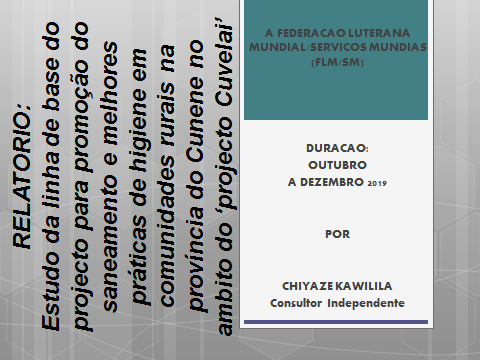 RELATORIO:
Estudo da linha de base do
projecto para promoção do
saneamento e melhores
práticas de higiene em
comunidades rurais na
província do Cunene no
ambito do ‘projecto Cuvelai’
A FEDERACAO LUTERANA
MUNDIAL/SERVICOS MUNDIAS
(FLM/SM)
DURACAO:
OUTUBRO
A DEZEMBRO 2019
POR
CHIYAZE KAWILILA
Consultor Independente